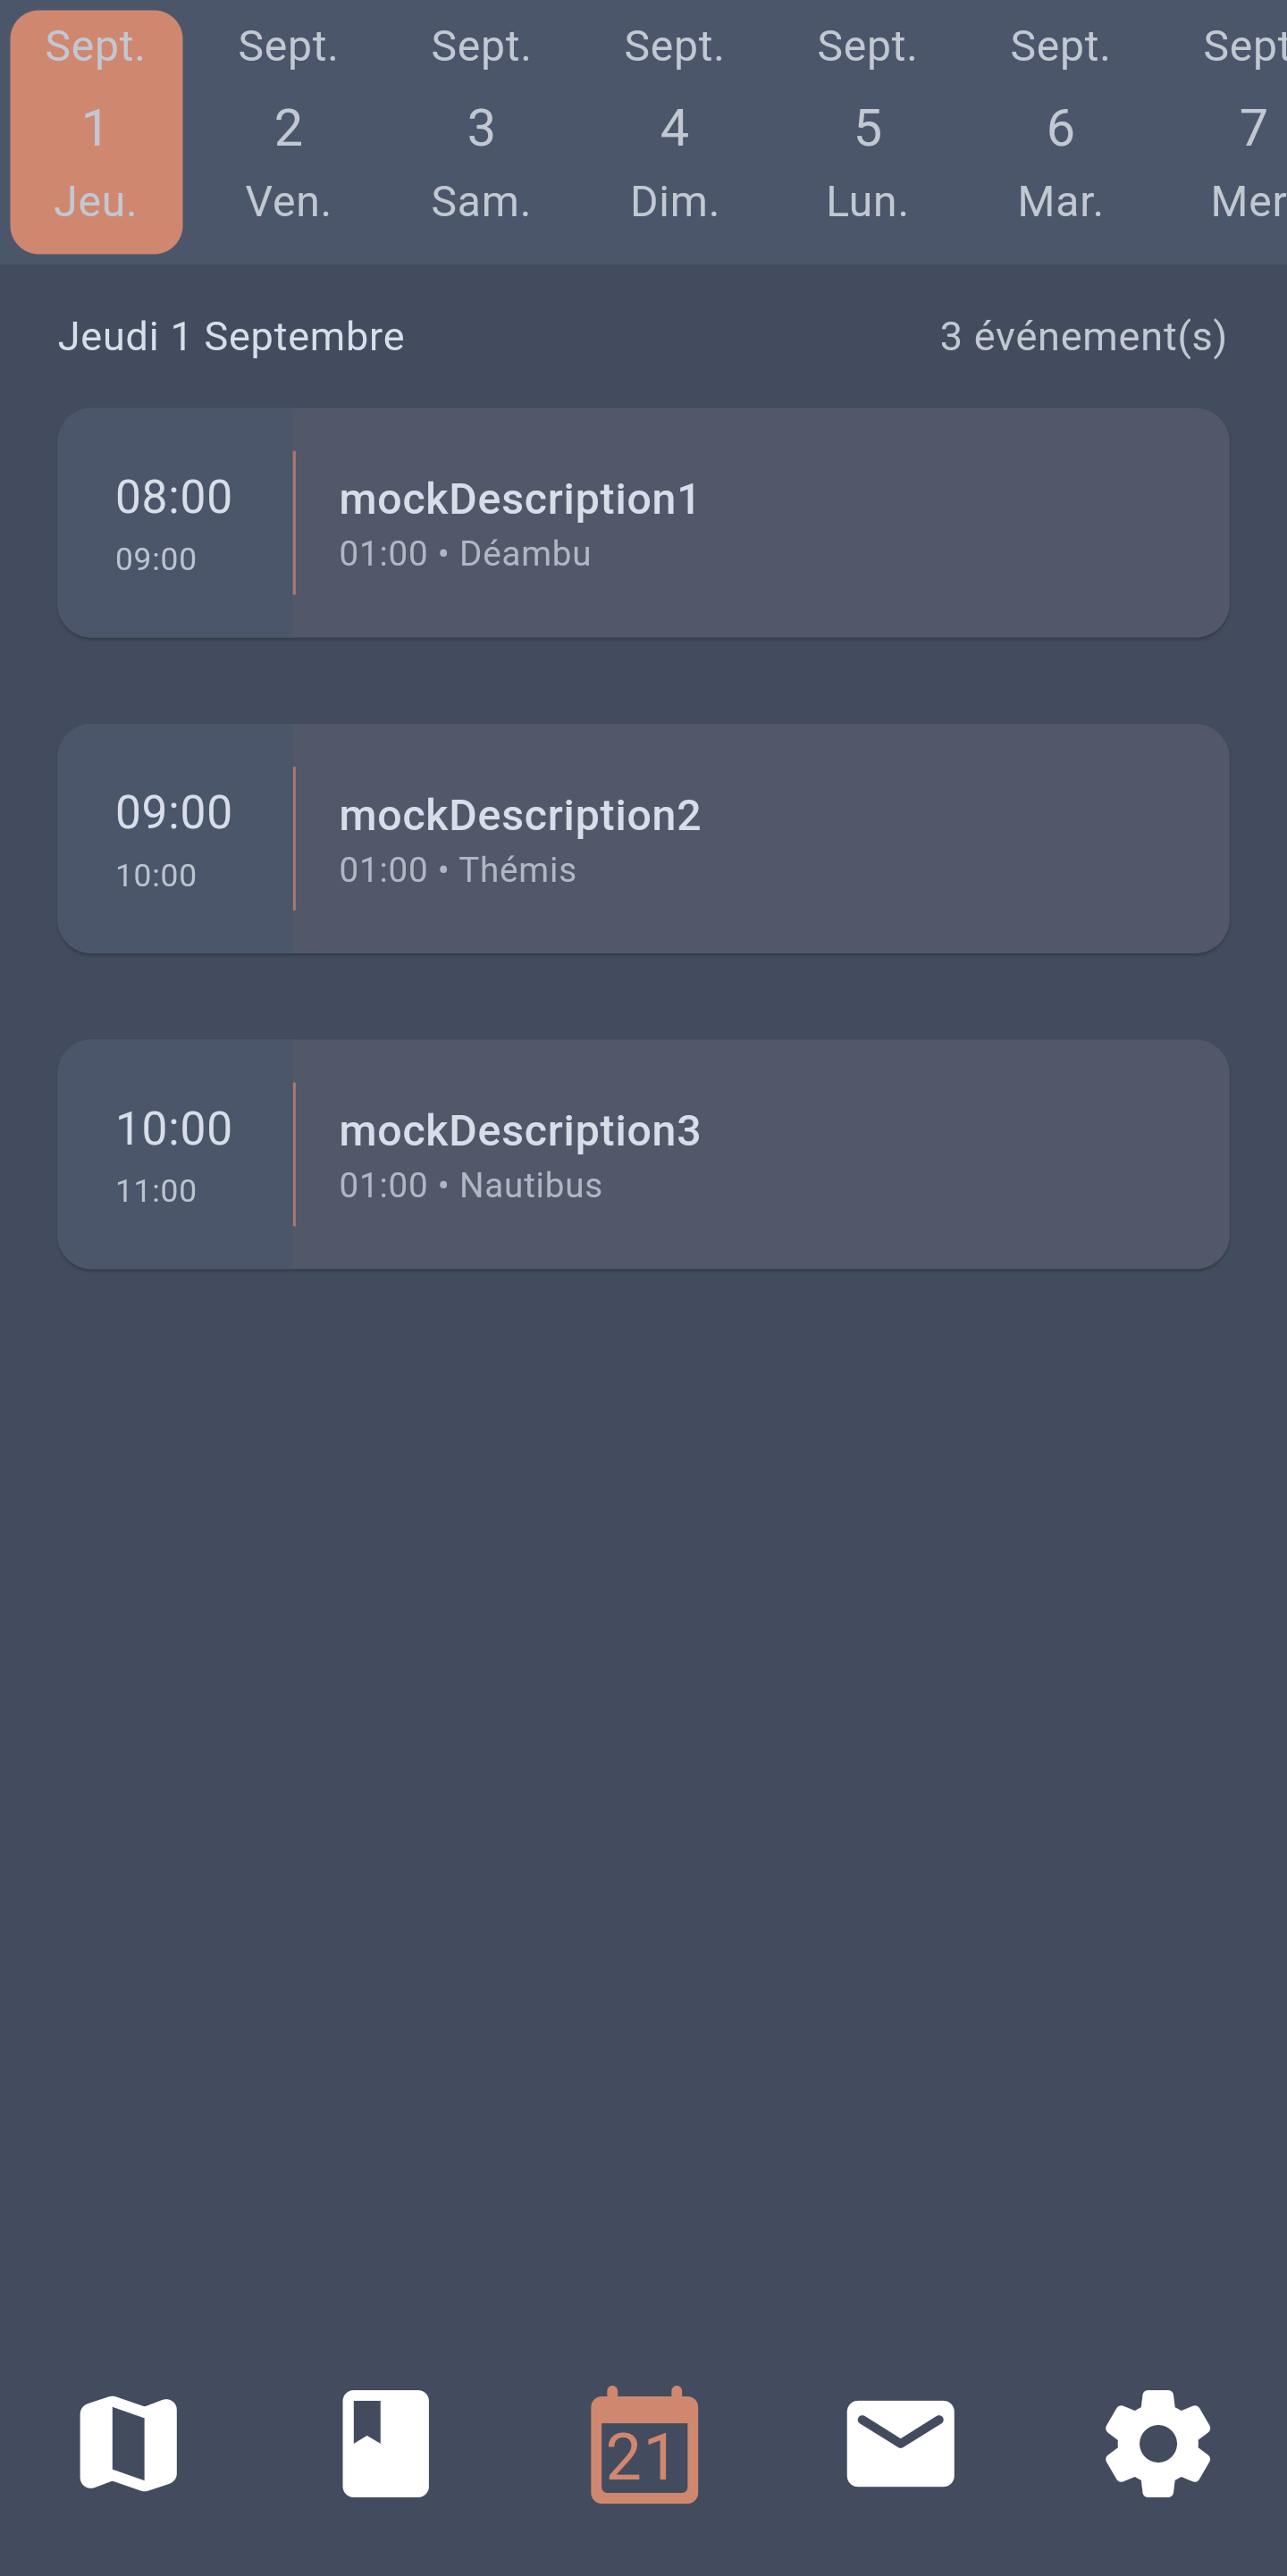 Sept. Sept. Sept. Sept. Sept. Sept. Sept
1 2 3 4 5 6 7
Jeu. Ven. Sam. Dim. Lun. Mar. Mer
Jeudi 1 Septembre 3 événement(s)
08:00
mockDescription1
09:00
01:00 • Déambu
09:00
mockDescription2
10:00
01:00 • Thémis
10:00
mockDescription3
11:00
01:00 • Nautibus
21